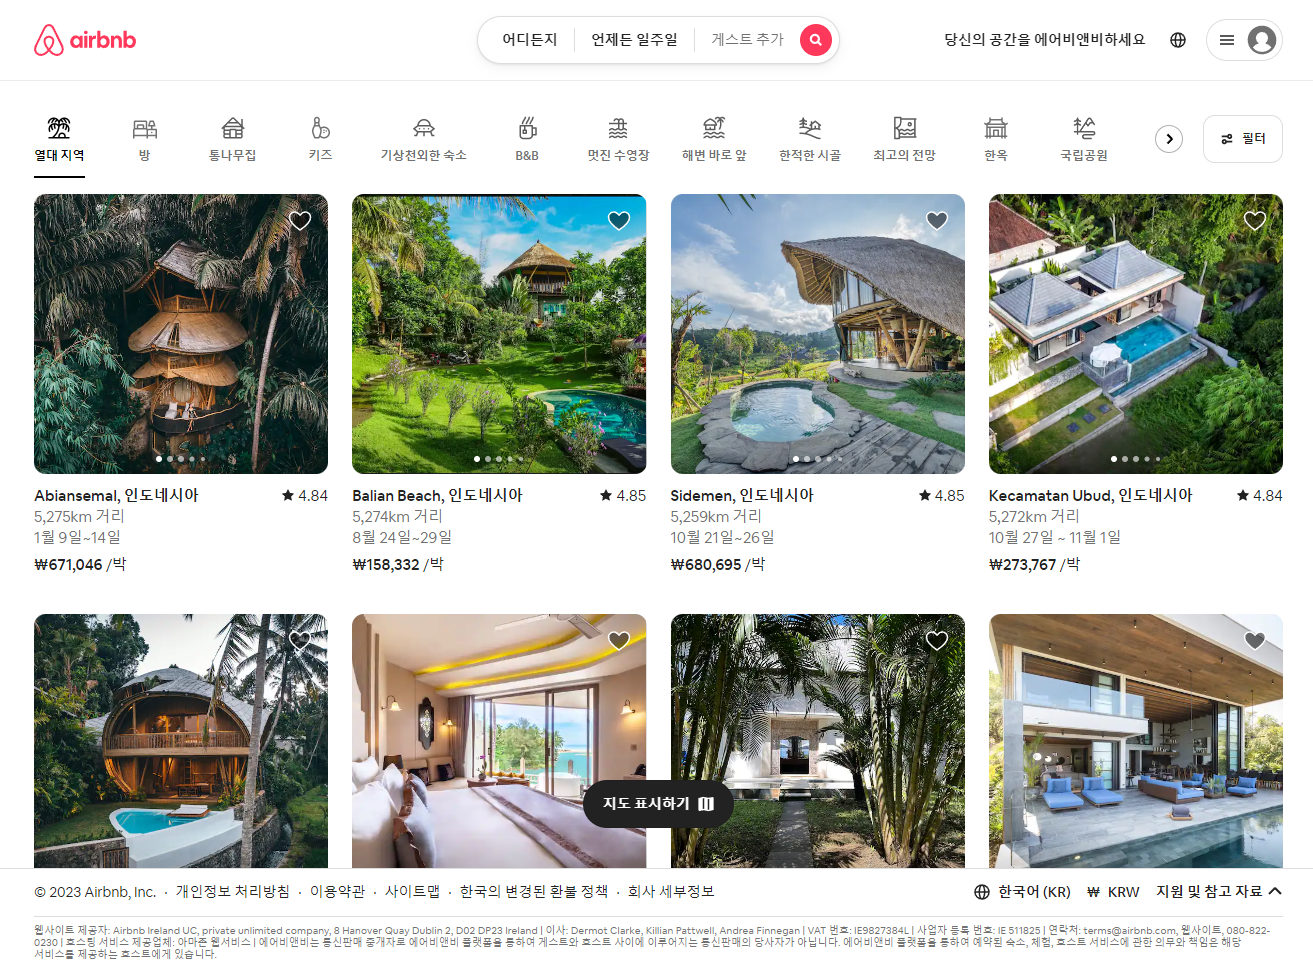 airbnb
어디든지
언제든 일주일
게스트 추가
당신의 공간을 에어비앤비하세요
열대 지역
방
통나무집
키즈
기상천외한 숙소
B&B
멋진 수영장
해변 바로 앞
한적한 시골
최고의 전망
한옥
국립공원
필터
Abiansemal, 인도네시아
4.84
5,275km 거리
1월 9일~14일
₩671,046 /박
Balian Beach, 인도네시아
4.85
5,274km 거리
8월 24일~29일
₩158,332 /박
Sidemen, 인도네시아
4.85
5,259km 거리
10월 21일~26일
₩680,695 /박
Kecamatan Ubud, 인도네시아
4.84
5,272km 거리
10월 27일 ~ 11월 1일
₩273,767 /박
지도 표시하기
© 2023 Airbnb, Inc. · 개인정보 처리방침 · 이용약관 · 사이트맵 · 한국의 변경된 환불 정책 · 회사 세부정보
한국어 (KR)
₩ KRW
지원 및 참고 자료
웹사이트 제공자: Airbnb Ireland UC, private unlimited company, 8 Hanover Quay Dublin 2, D02 DP23 Ireland | 이사: Dermot Clarke, Killian Pattwell, Andrea Finnegan | VAT 번호: IE9827384L | 사업자 등록 번호: IE 511825 | 연락처: terms@airbnb.com, 웹사이트, 080-822-
0230 | 호스팅 서비스 제공업체: 아마존 웹서비스 | 에어비앤비는 통신판매 중개자로 에어비앤비 플랫폼을 통하여 게스트와 호스트 사이에 이루어지는 통신판매의 당사자가 아닙니다. 에어비앤비 플랫폼을 통하여 예약된 숙소, 체험, 호스트 서비스에 관한 의무와 책임은 해당
서비스를 제공하는 호스트에게 있습니다.